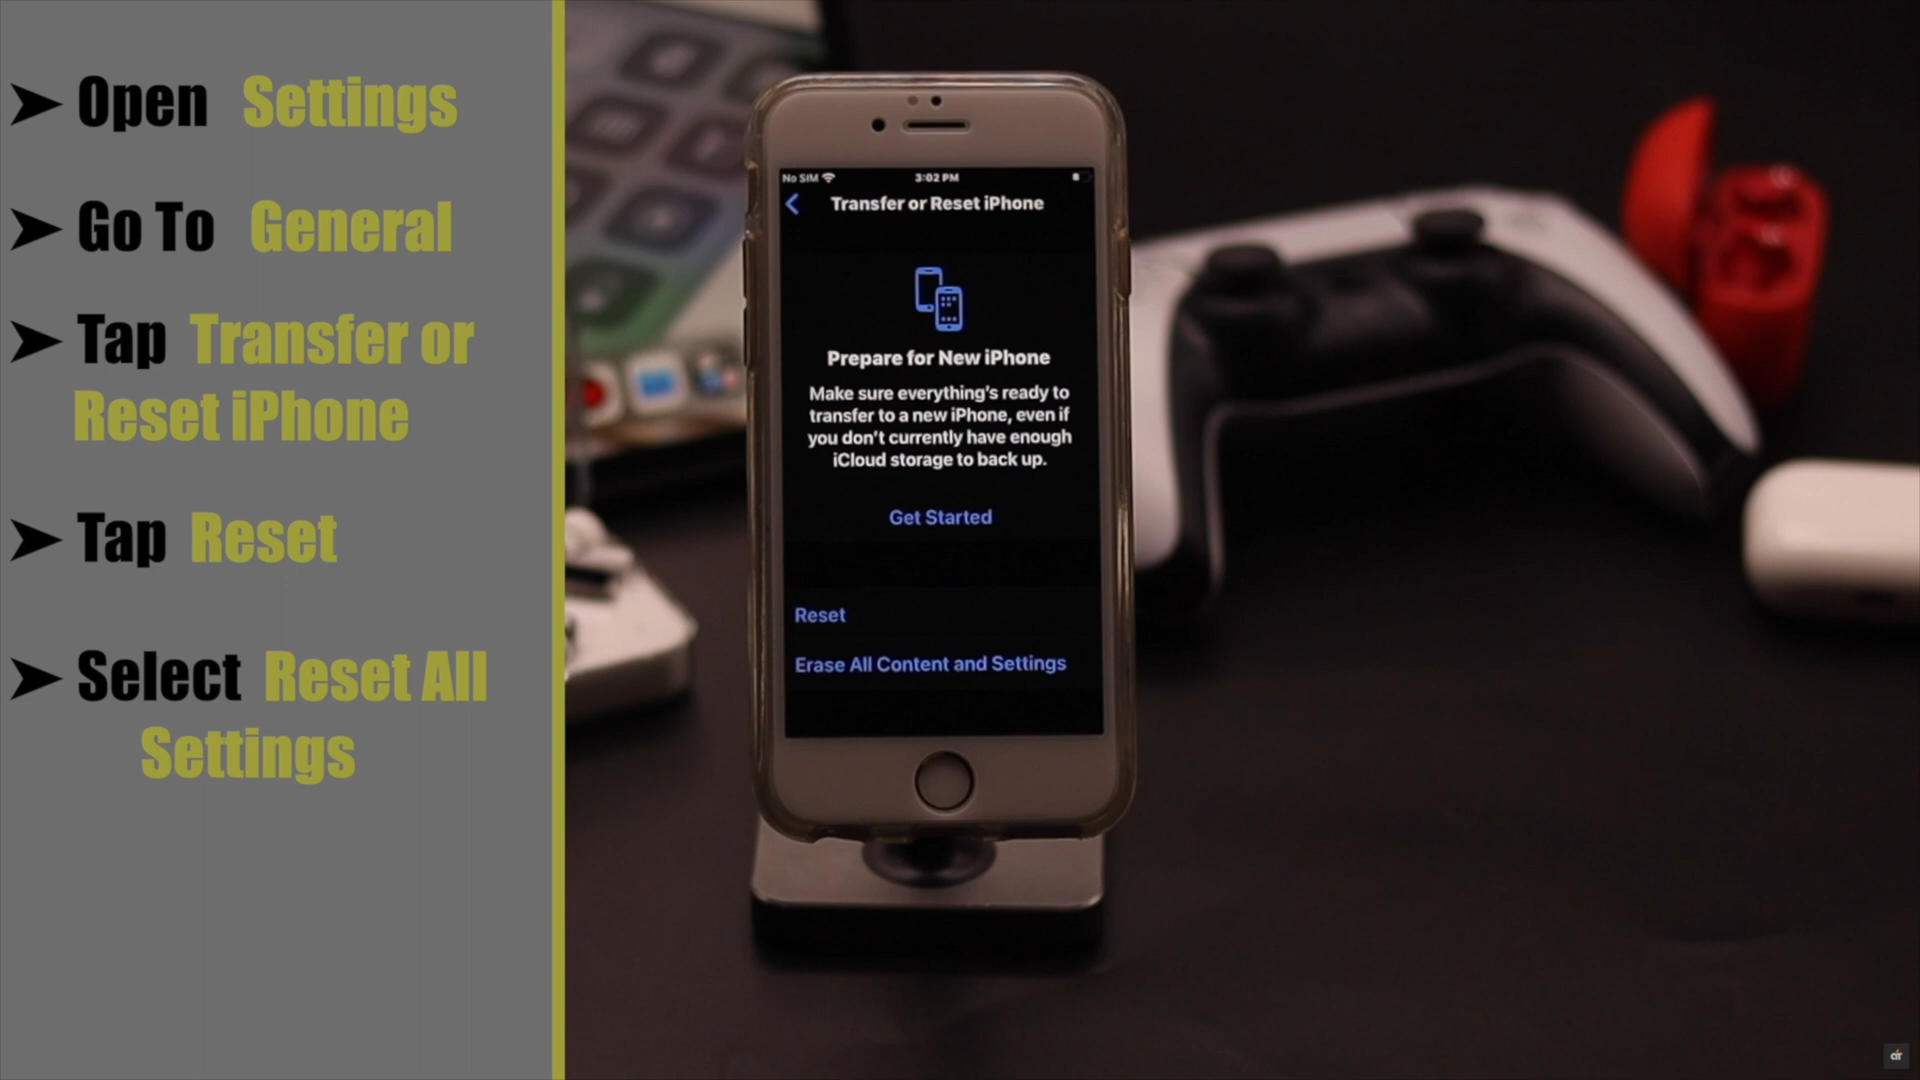 ➤ Open Settings
➤ Go To General
➤ Tap Transfer or
Reset iPhone
➤ Tap Reset
➤ Select Reset All
Settings
No SIM 3:02 PM
Transfer or Reset iPhone
Prepare for New iPhone
Make sure everything's ready to
transfer to a new iPhone, even if
you don't currently have enough
iCloud storage to back up.
Get Started
Reset
Erase All Content and Settings
air